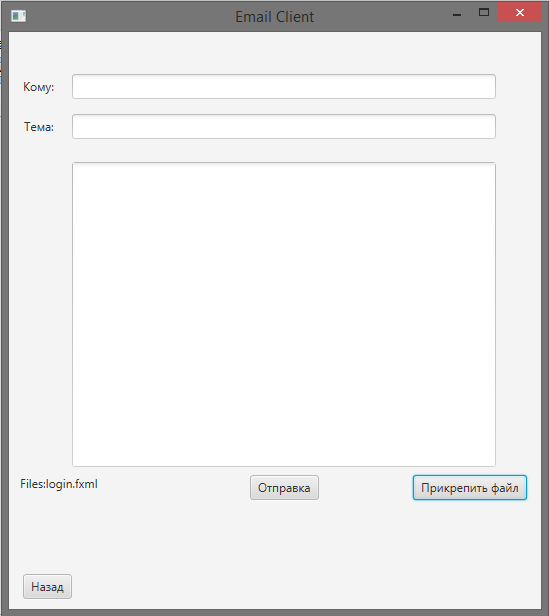 Email Client
Кому:
Тема:
Files:login.fxml
Отправка
Прикрепить файл
Назад